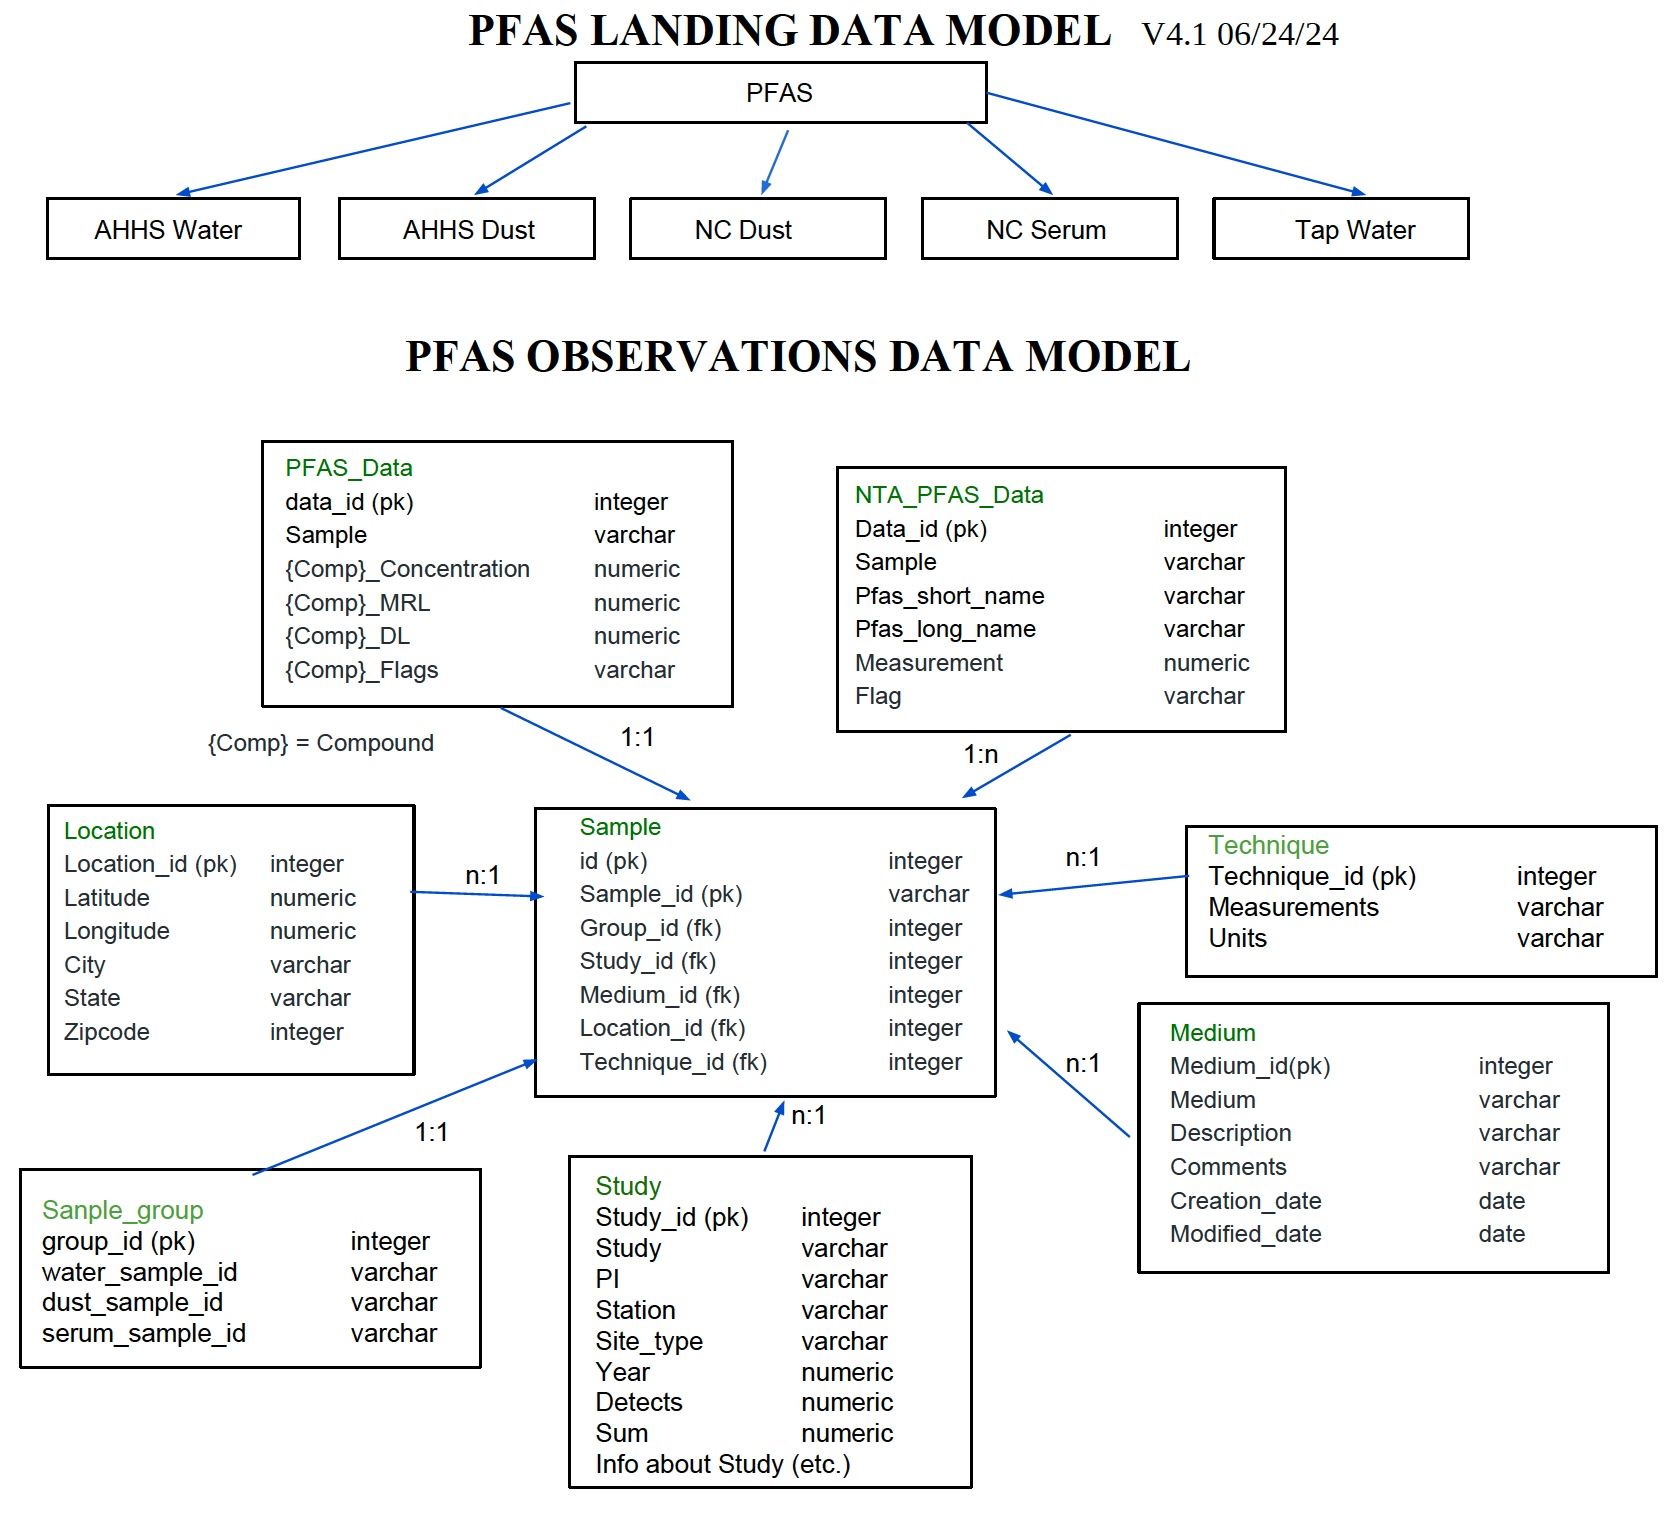 PFAS LANDING DATA MODEL V4.1 06/24/24
PFAS
AHHS Water
AHHS Dust
NC Dust
NC Serum
Tap Water
PFAS OBSERVATIONS DATA MODEL
PFAS_Data
data_id (pk) integer
Sample varchar
{Comp}_Concentration numeric
{Comp}_MRL numeric
{Comp}_DL numeric
{Comp}_Flags varchar
NTA_PFAS_Data
Data_id (pk) integer
Sample varchar
Pfas_short_name varchar
Pfas_long_name varchar
Measurement numeric
Flag varchar
{Comp} = Compound
1:1
1:n
Location
Location_id (pk) integer
Latitude numeric
Longitude numeric
City varchar
State varchar
Zipcode integer
n:1
Sample
id (pk) integer
Sample_id (pk) varchar
Group_id (fk) integer
Study_id (fk) integer
Medium_id (fk) integer
Location_id (fk) integer
Technique_id (fk) integer
n:1
Technique
Technique_id (pk) integer
Measurements varchar
Units varchar
n:1
Medium
Medium_id(pk) integer
Medium varchar
Description varchar
Comments varchar
Creation_date date
Modified_date date
1:1
n:1
Sanple_group
group_id (pk) integer
water_sample_id varchar
dust_sample_id varchar
serum_sample_id varchar
Study
Study_id (pk) integer
Study varchar
PI varchar
Station varchar
Site_type varchar
Year numeric
Detects numeric
Sum numeric
Info about Study (etc.)